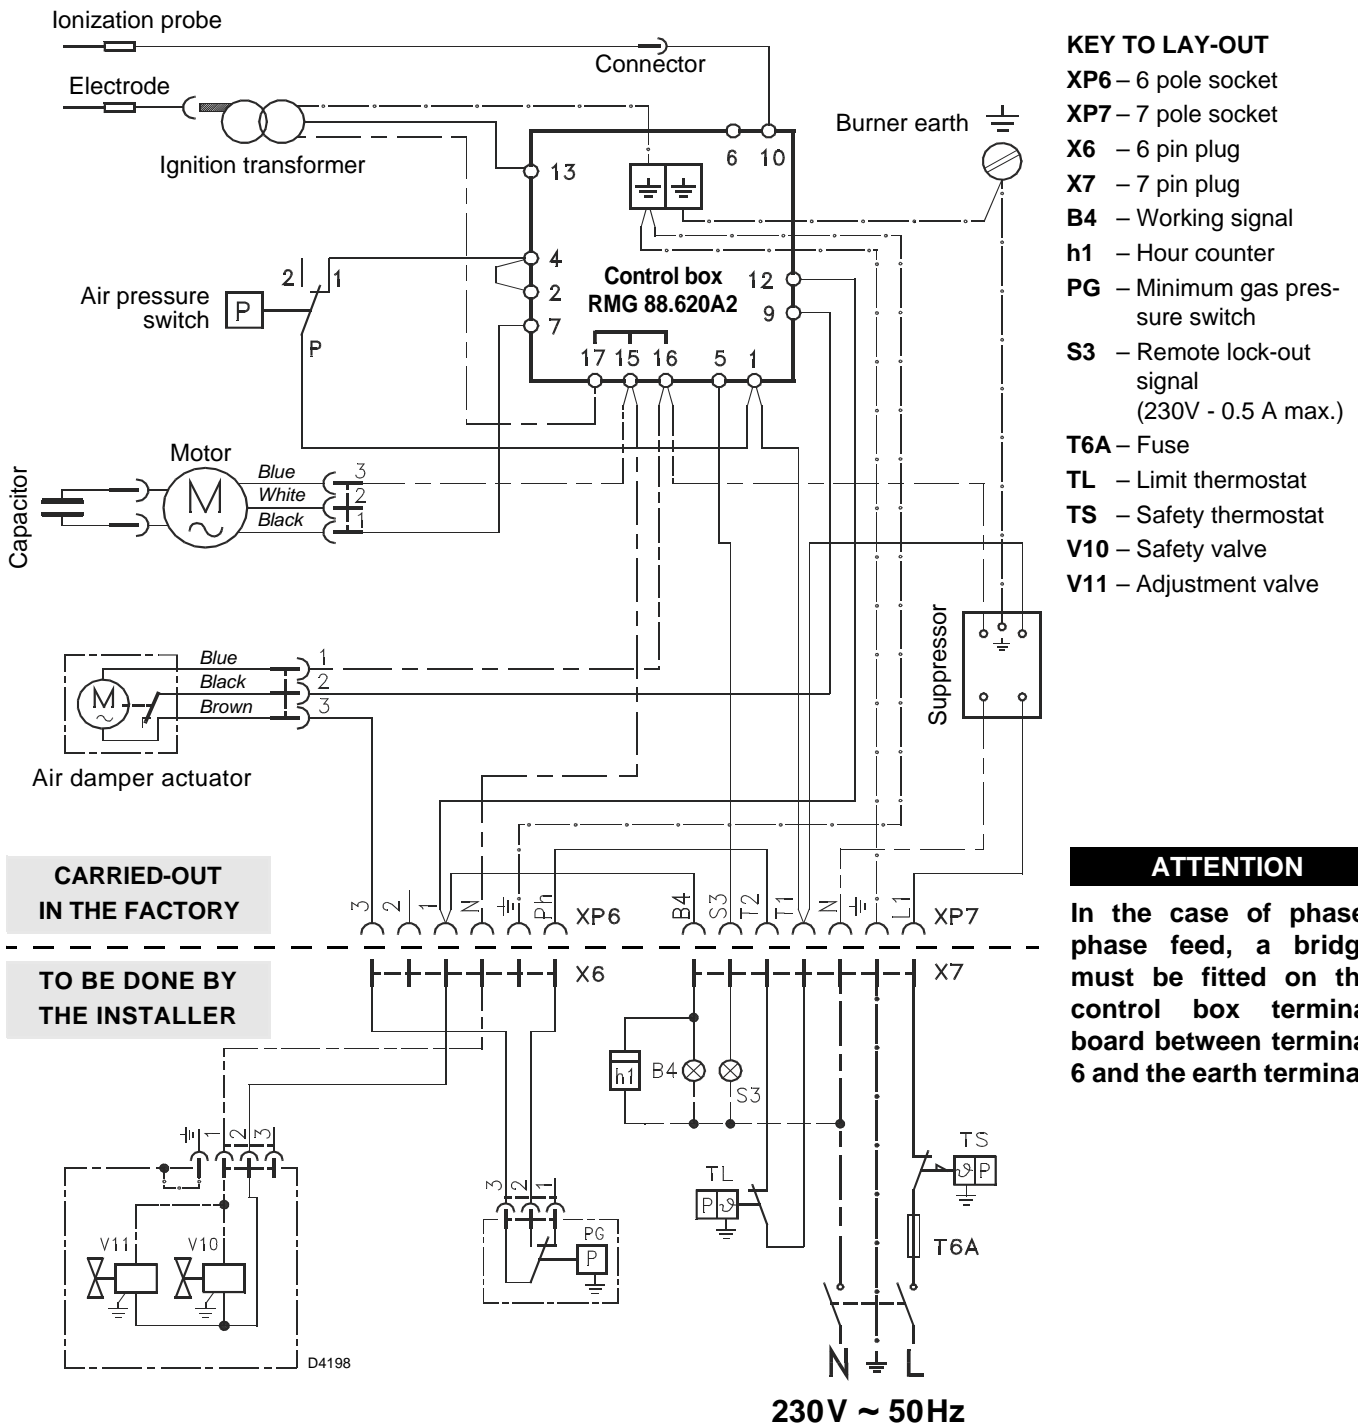 Ionization probe
Connector
Electrode
Ignition transformer
Burner earth
6 10
13
4
2
7
12
9
Control box
RMG 88.620A2
17 15 16 5 1
Air pressure
switch
P
2 1
P
Motor
M
Capacitor
Blue
White
Black
3
2
1
Suppressor
M
Blue
Black
Brown
1
2
3
Air damper actuator
CARRIED-OUT
IN THE FACTORY
3 2 1 N Ph XP6
B4 S3 T2 T1 N L1 XP7
TO BE DONE BY
THE INSTALLER
X6
X7
h1
B4
S3
TL
P
TS
P
T6A
1 2 3
V11
V10
D4198
3 2 1
PG
P
N L
230V ~ 50Hz
KEY TO LAY-OUT
XP6 – 6 pole socket
XP7 – 7 pole socket
X6 – 6 pin plug
X7 – 7 pin plug
B4 – Working signal
h1 – Hour counter
PG – Minimum gas pres-
sure switch
S3 – Remote lock-out
signal
(230V - 0.5 A max.)
T6A – Fuse
TL – Limit thermostat
TS – Safety thermostat
V10 – Safety valve
V11 – Adjustment valve
ATTENTION
In the case of phase
phase feed, a bridg
must be fitted on th
control box termina
board between termina
6 and the earth termina